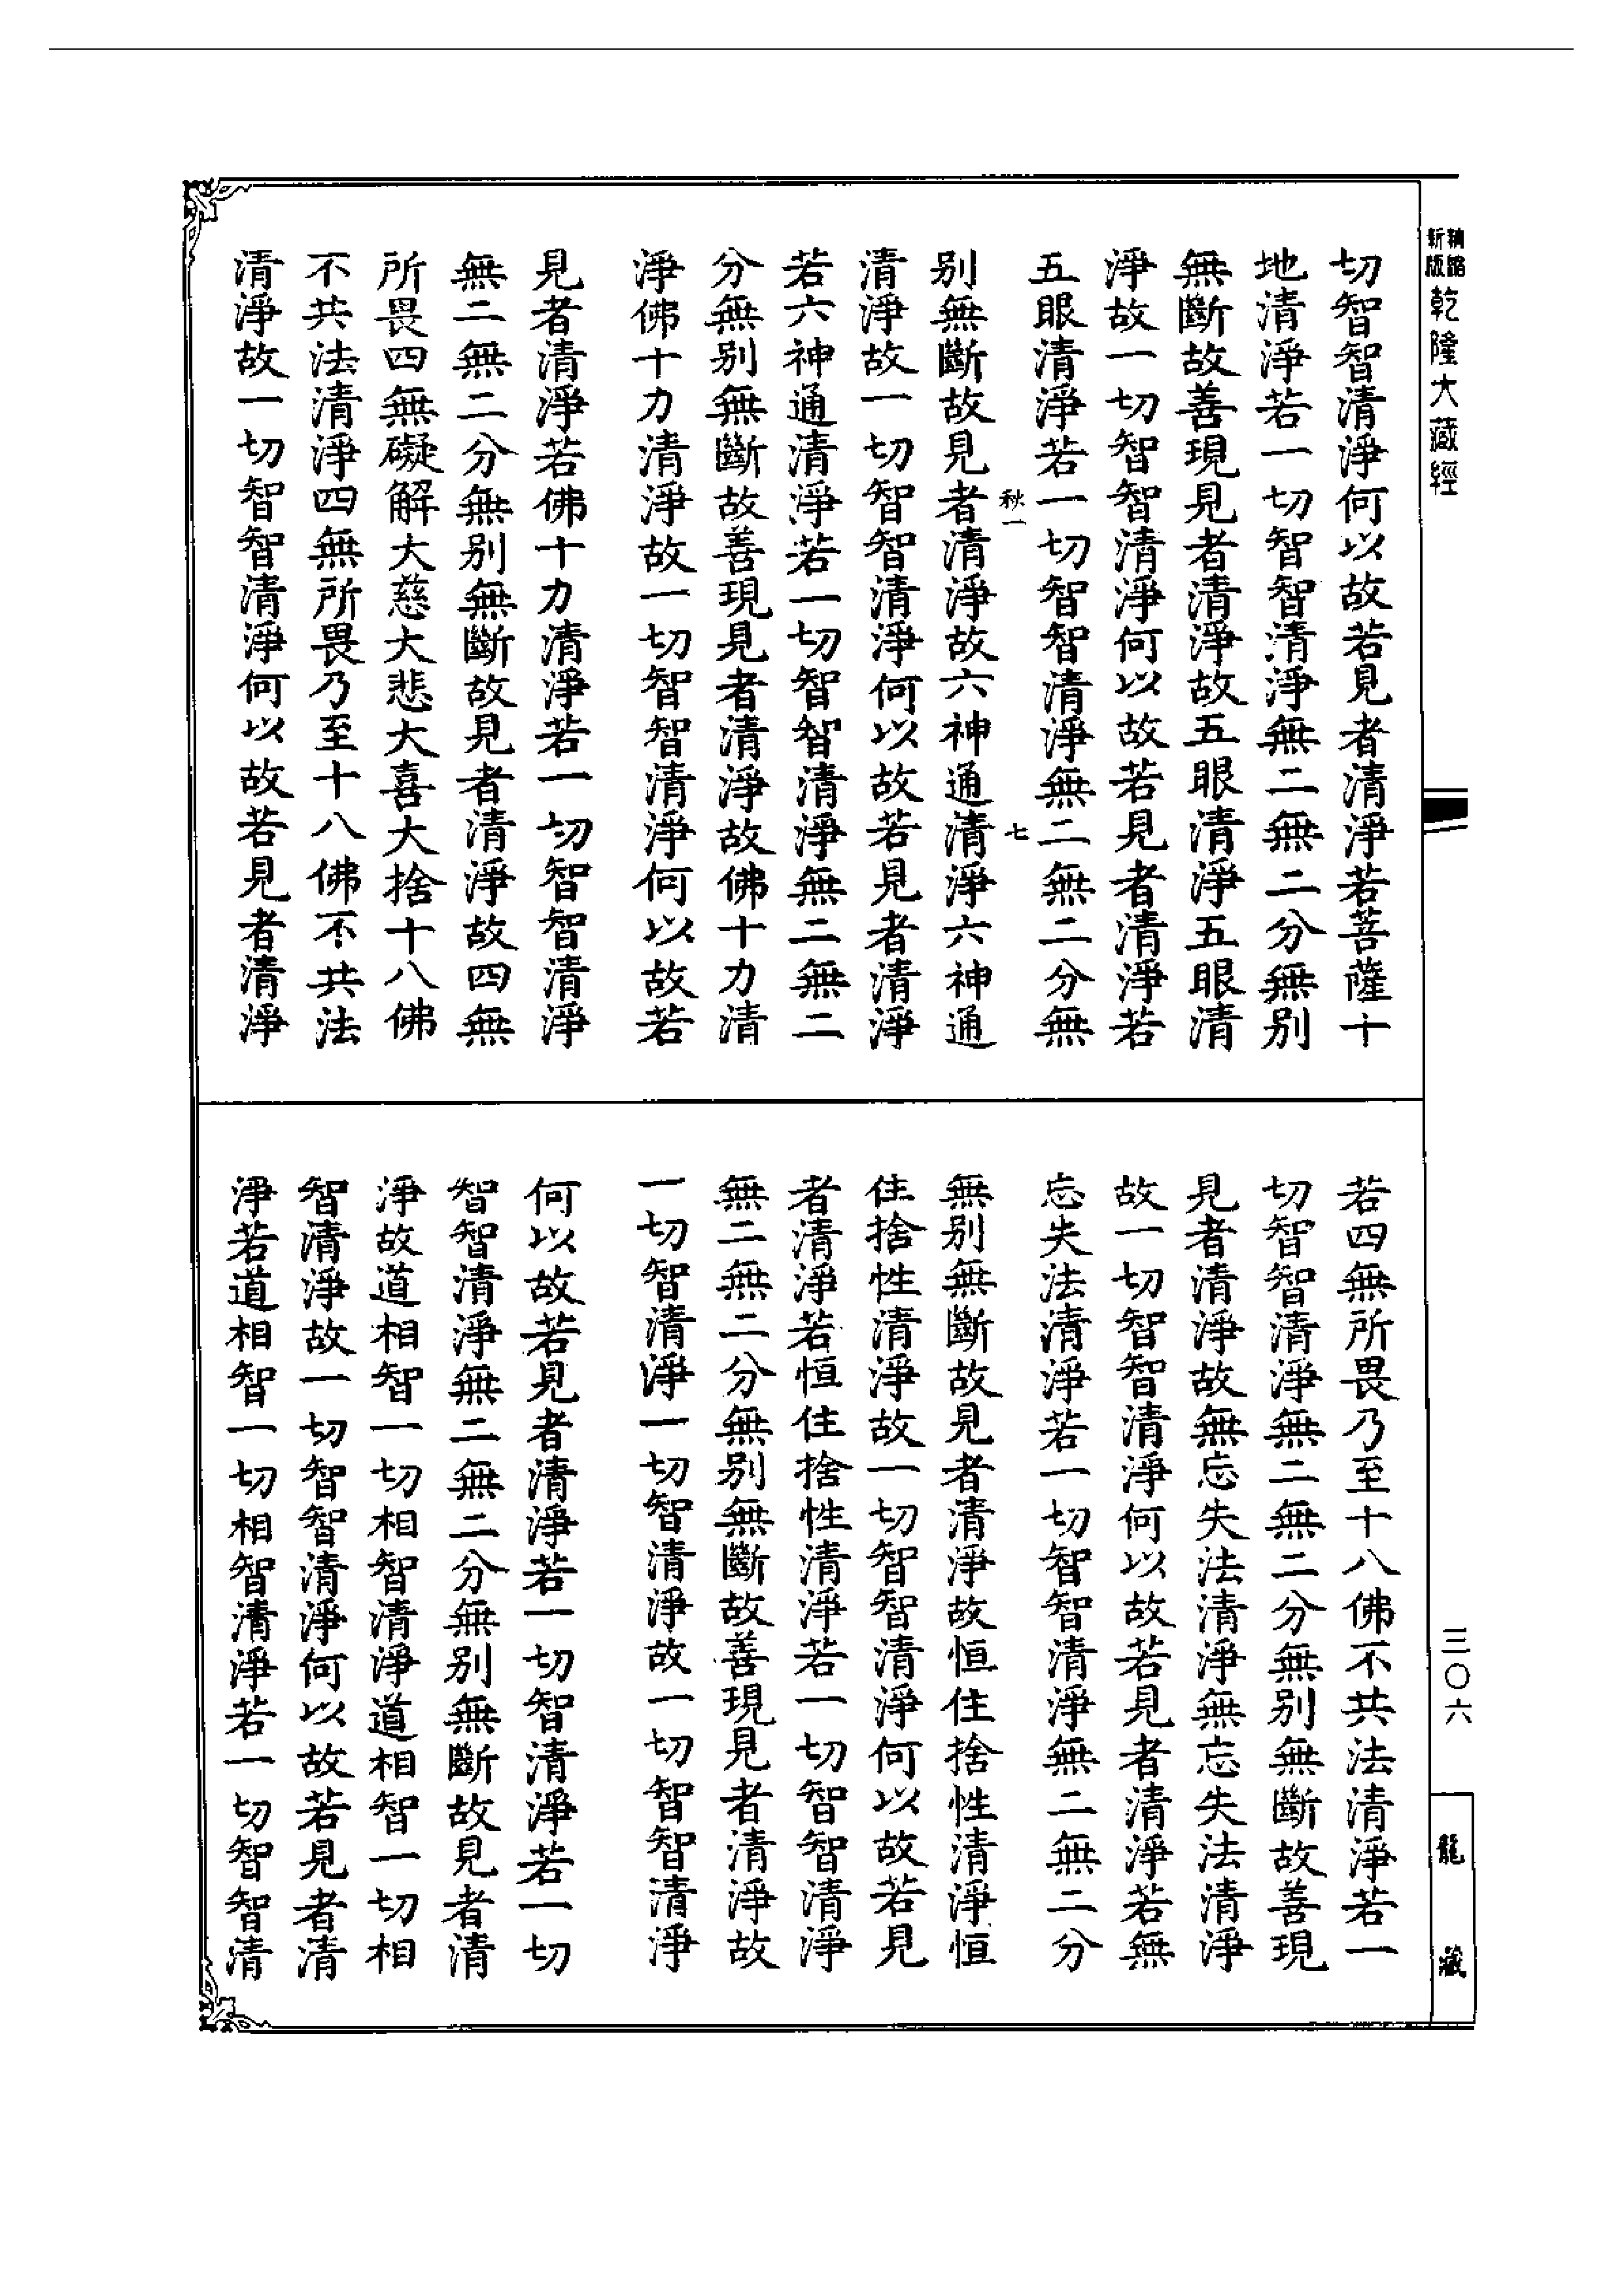 精縮新版乾隆大藏經
切智智清淨何以故若見者清淨若菩薩十
地清淨若一切智智清淨無二無二分無別
無斷故善現見者清淨故五眼清淨五眼清
淨故一切智智清淨何以故若見者清淨若
五眼清淨若一切智智清淨無二無二分無
秋一 七
別無斷故見者清淨故六神通清淨六神通
清淨故一切智智清淨何以故若見者清淨
若六神通清淨若一切智智清淨無二無二
分無別無斷故善現見者清淨故佛十力清
淨佛十力清淨故一切智智清淨何以故若
見者清淨若佛十力清淨若一切智智清淨
無二無二分無別無斷故見者清淨故四無
所畏四無礙解大慈大悲大喜大捨十八佛
不共法清淨四無所畏乃至十八佛不共法
清淨故一切智智清淨何以故若見者清淨
若四無所畏乃至十八佛不共法清淨若一
切智智清淨無二無二分無別無斷故善現
見者清淨故無忘失法清淨無忘失法清淨
故一切智智清淨何以故若見者清淨若無
忘失法清淨若一切智智清淨無二無二分
無別無斷故見者清淨故恒住捨性清淨恒
住捨性清淨故一切智智清淨何以故若見
者清淨若恒住捨性清淨若一切智智清淨
無二無二分無別無斷故善現見者清淨故
一切智清淨一切智清淨故一切智智清淨
何以故若見者清淨若一切智清淨若一切
智智清淨無二無二分無別無斷故見者清
淨故道相智一切相智清淨道相智一切相
智清淨故一切智智清淨何以故若見者清
淨若道相智一切相智清淨若一切智智清
三〇六
龍藏